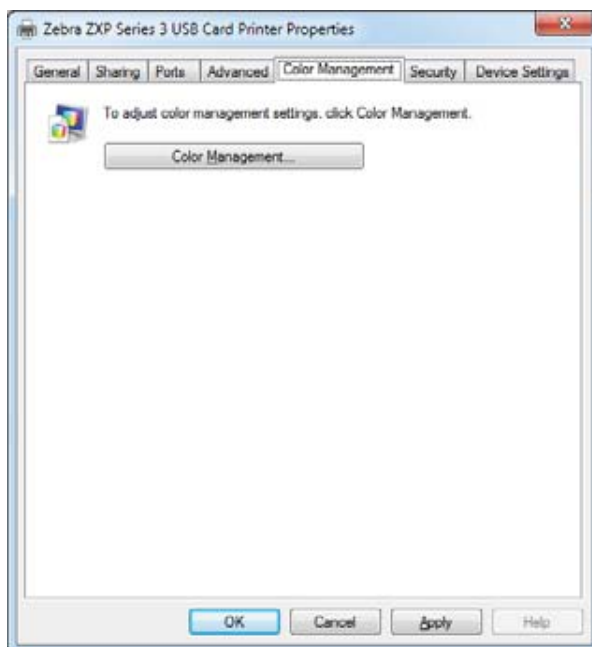 Zebra ZXP Series 3 USB Card Printer Properties
General Sharing Ports Advanced Color Management Security Device Settings
To adjust color management settings, click Color Management.
Color Management...
OK Cancel Apply Help